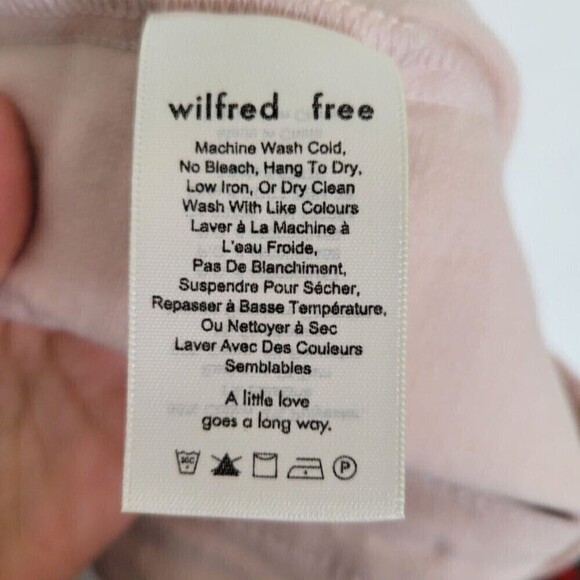 wilfred free
Machine Wash Cold,
No Bleach, Hang To Dry,
Low Iron, Or Dry Clean
Wash With Like Colours
Laver à La Machine à
L'eau Froide,
Pas De Blanchiment,
Suspendre Pour Sécher,
Repasser à Basse Température,
Ou Nettoyer à Sec
Laver Avec Des Couleurs
Semblables
A little love
goes a long way.
30C
P